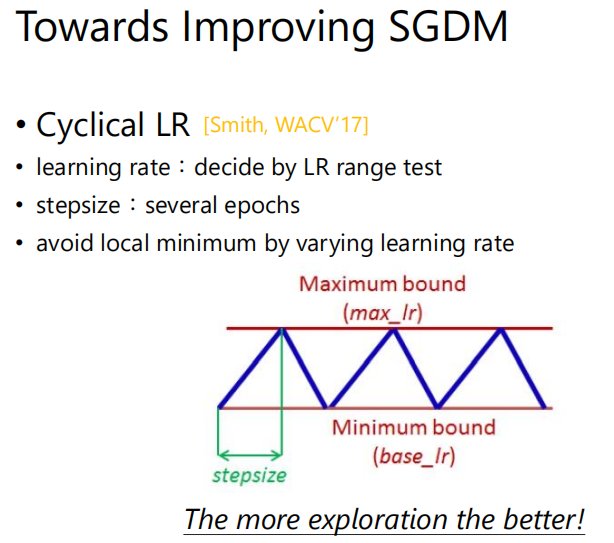 Towards Improving SGDM
• Cyclical LR [Smith, WACV'17]
• learning rate：decide by LR range test
• stepsize：several epochs
• avoid local minimum by varying learning rate
Maximum bound
(max_lr)
Minimum bound
(base_lr)
stepsize
The more exploration the better!